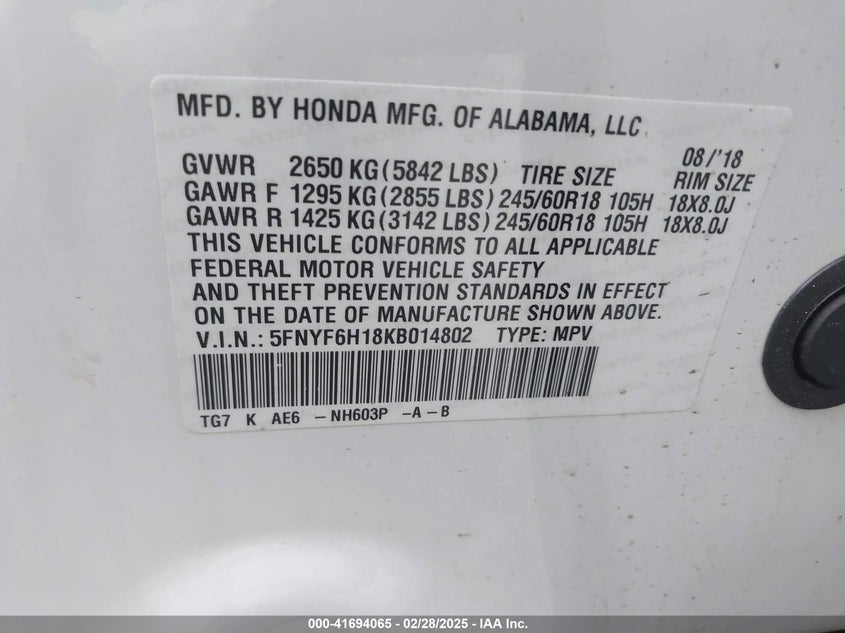 MFD. BY HONDA MFG. OF ALABAMA, LLC.
08/'18
GVWR 2650 KG(5842 LBS) TIRE SIZE RIM SIZE
GAWR F 1295 KG(2855 LBS) 245/60R18 105H 18X8.0J
GAWR R 1425 KG(3142 LBS) 245/60R18 105H 18X8.0J
THIS VEHICLE CONFORMS TO ALL APPLICABLE
FEDERAL MOTOR VEHICLE SAFETY
AND THEFT PREVENTION STANDARDS IN EFFECT
ON THE DATE OF MANUFACTURE SHOWN ABOVE.
V.I.N.: 5FNYF6H18KB014802 TYPE: MPV
TG7 K AE6 -NH603P -A-B
000-41694065 / 02/28/2025 - IAA Inc.